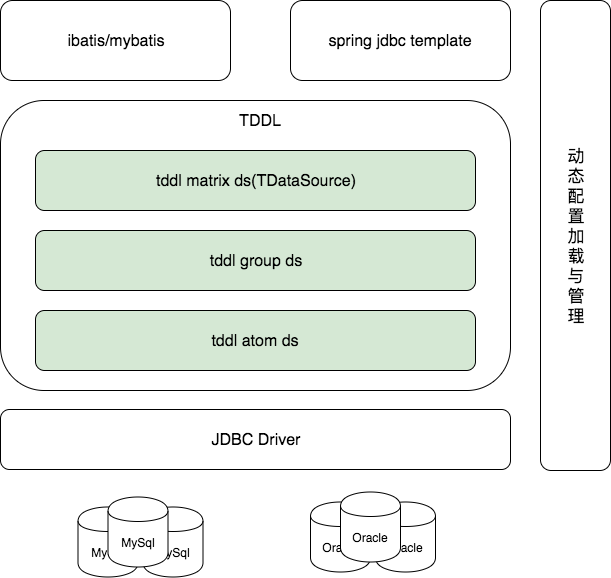 ibatis/mybatis
spring jdbc template
TDDL
tddl matrix ds(TDataSource)
tddl group ds
tddl atom ds
JDBC Driver
动态配置加载与管理
My
MySql
ySql
Ora
Oracle
racle